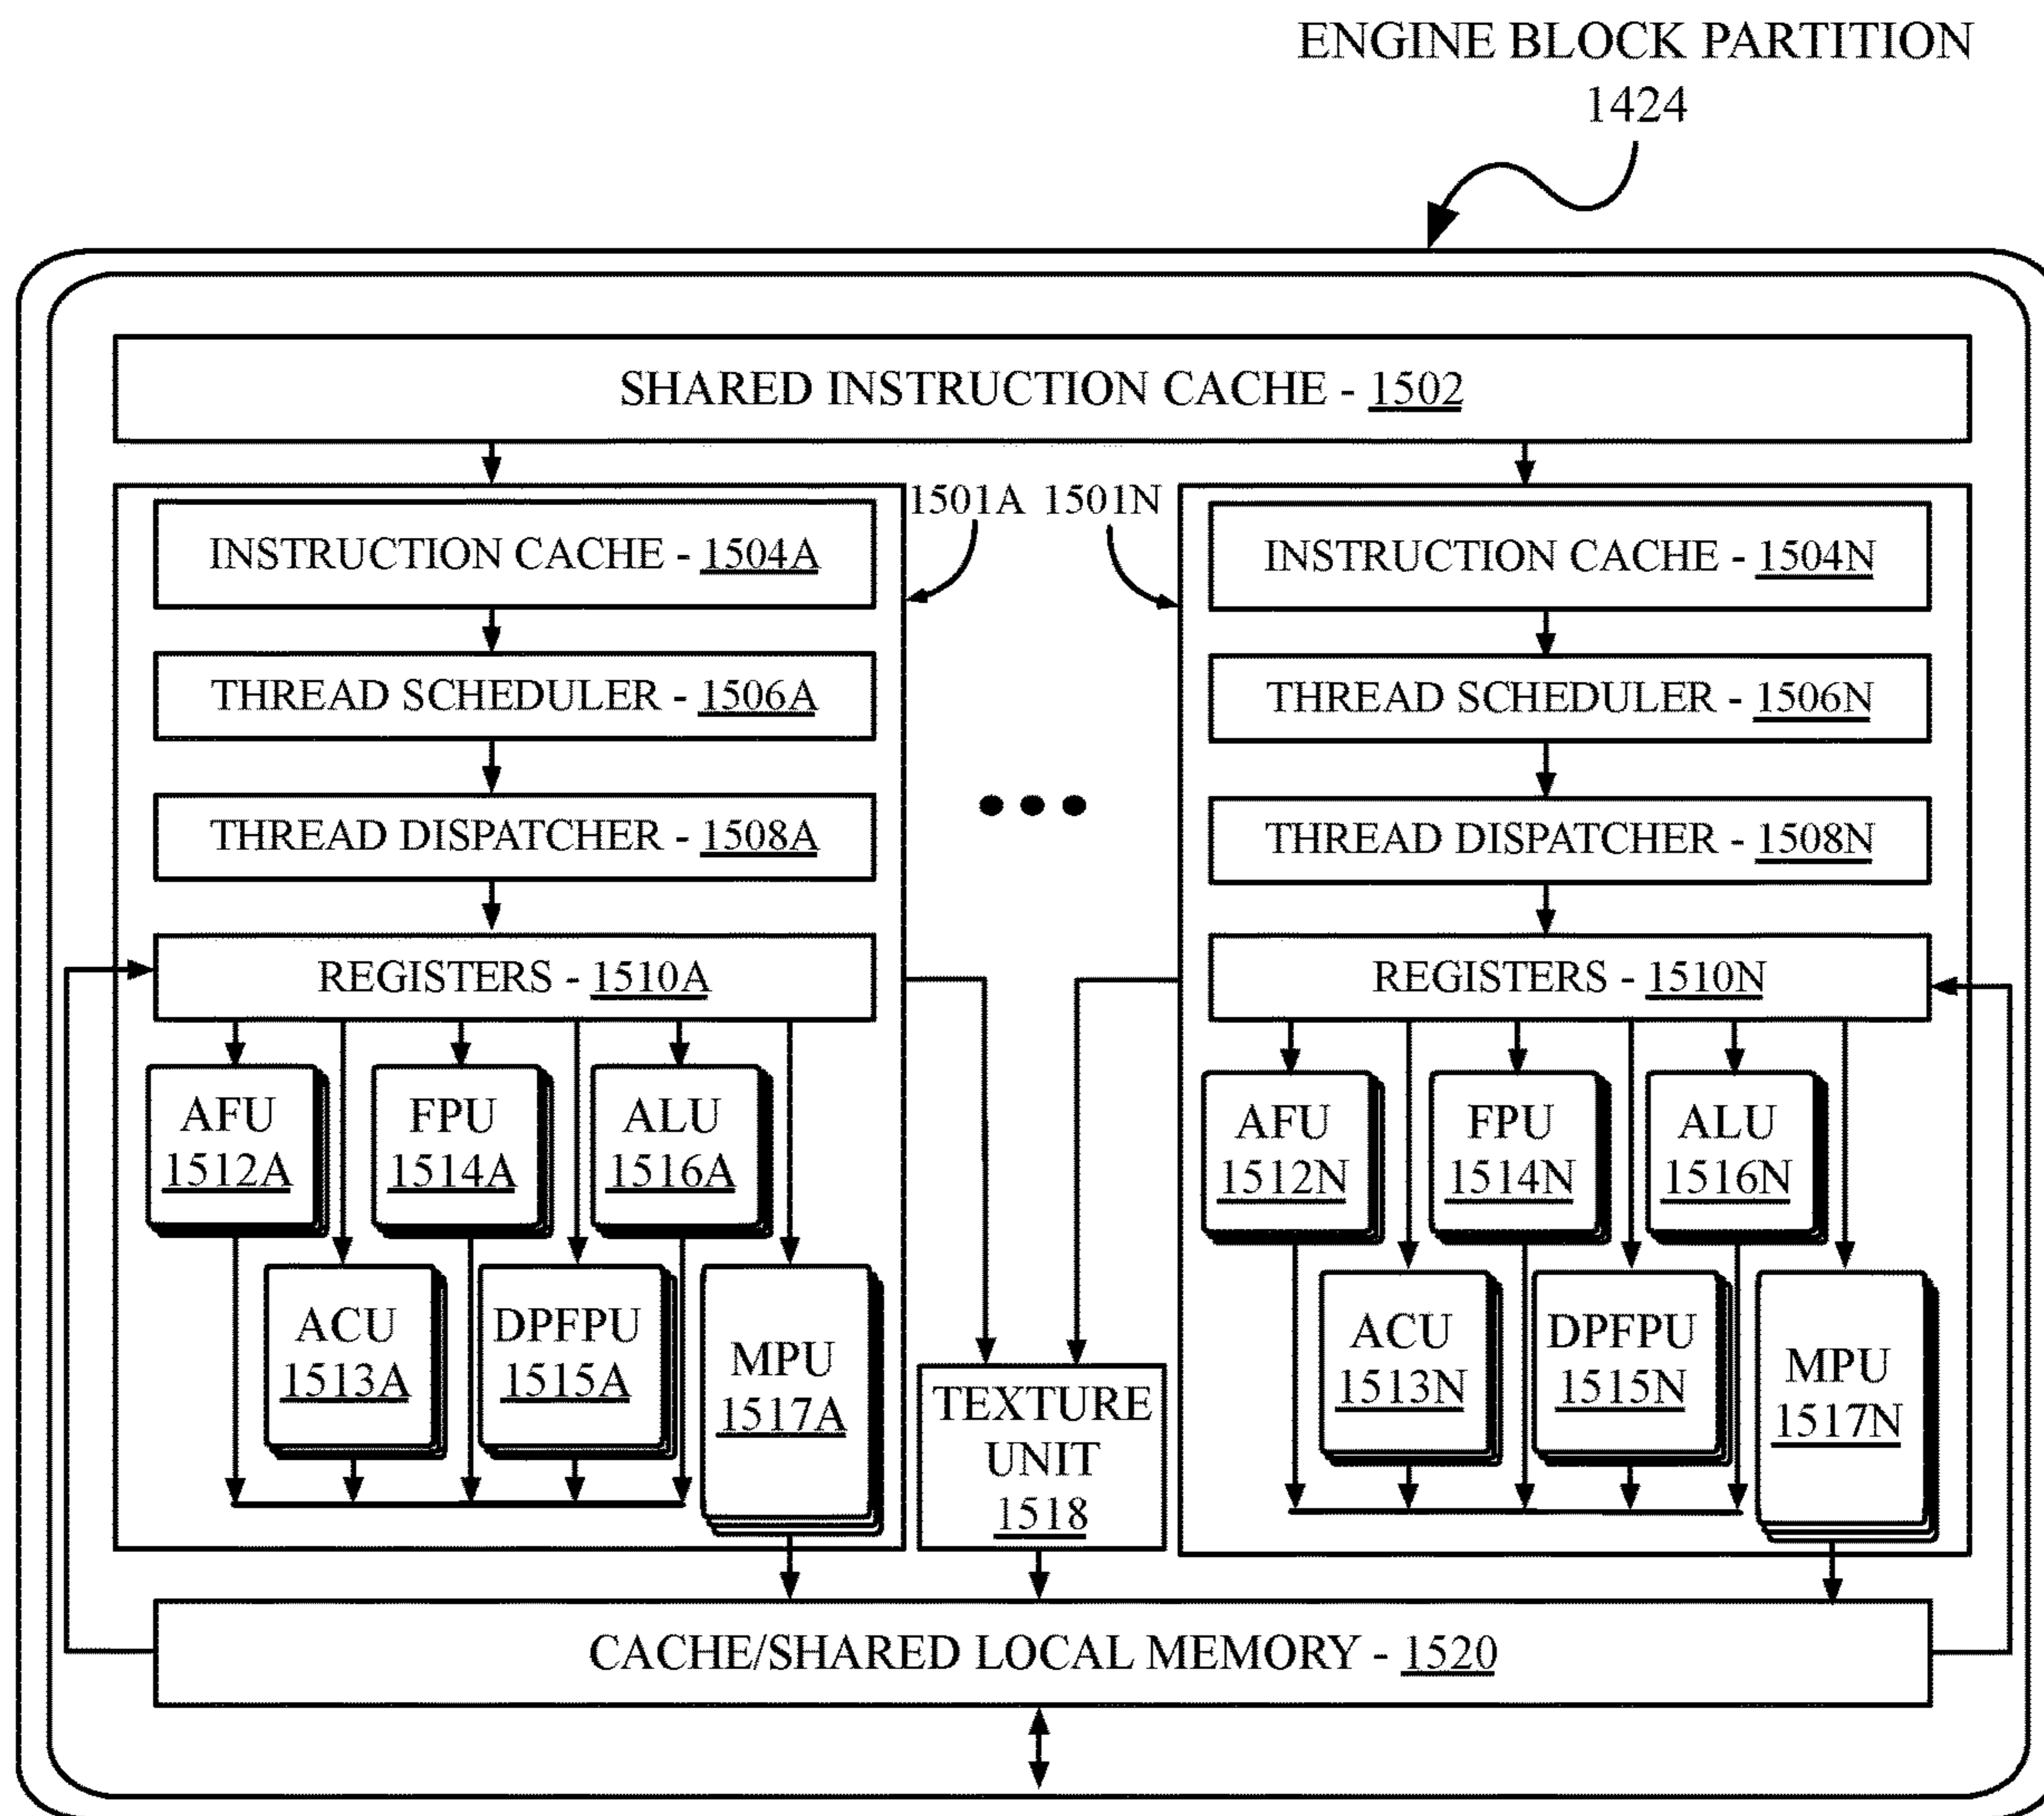 ENGINE BLOCK PARTITION
1424
SHARED INSTRUCTION CACHE - 1502
1501A 1501N
INSTRUCTION CACHE - 1504A
THREAD SCHEDULER - 1506A
THREAD DISPATCHER - 1508A
REGISTERS - 1510A
AFU
1512A
FPU
1514A
ALU
1516A
ACU
1513A
DPFPU
1515A
MPU
1517A
TEXTURE
UNIT
1518
INSTRUCTION CACHE - 1504N
THREAD SCHEDULER - 1506N
THREAD DISPATCHER - 1508N
REGISTERS - 1510N
AFU
1512N
FPU
1514N
ALU
1516N
ACU
1513N
DPFPU
1515N
MPU
1517N
CACHE/SHARED LOCAL MEMORY - 1520